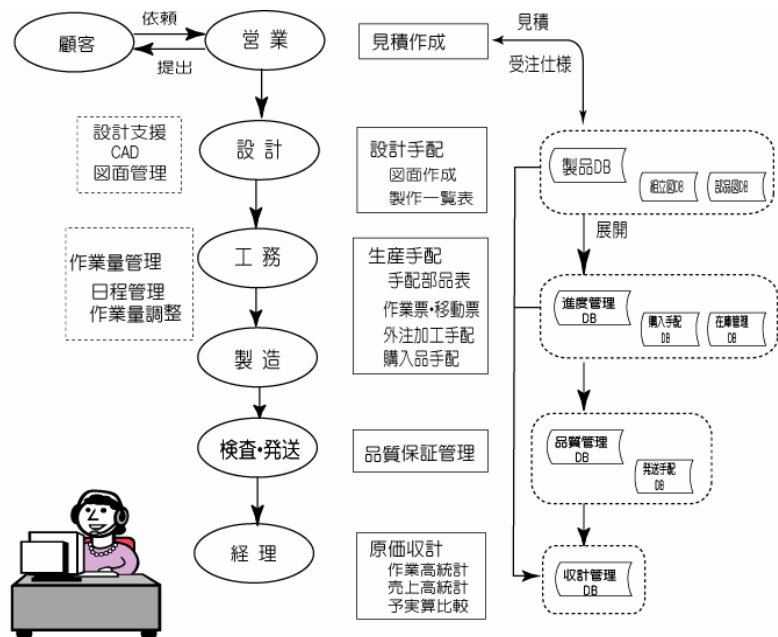 顧客
依頼
提出
営業
見積作成
見積
受注仕様
設計支援
CAD
図面管理
設計
設計手配
図面作成
製作一覧表
製品DB
組立図DB
部品図DB
展開
作業量管理
日程管理
作業量調整
工務
製造
生産手配
手配部品表
作業票・移動票
外注加工手配
購入品手配
進度管理
DB
購入手配
DB
在庫管理
DB
検査・発送
品質保証管理
品質管理
DB
発送手配
DB
経理
原価収計
作業高統計
売上高統計
予実算比較
収計管理
DB